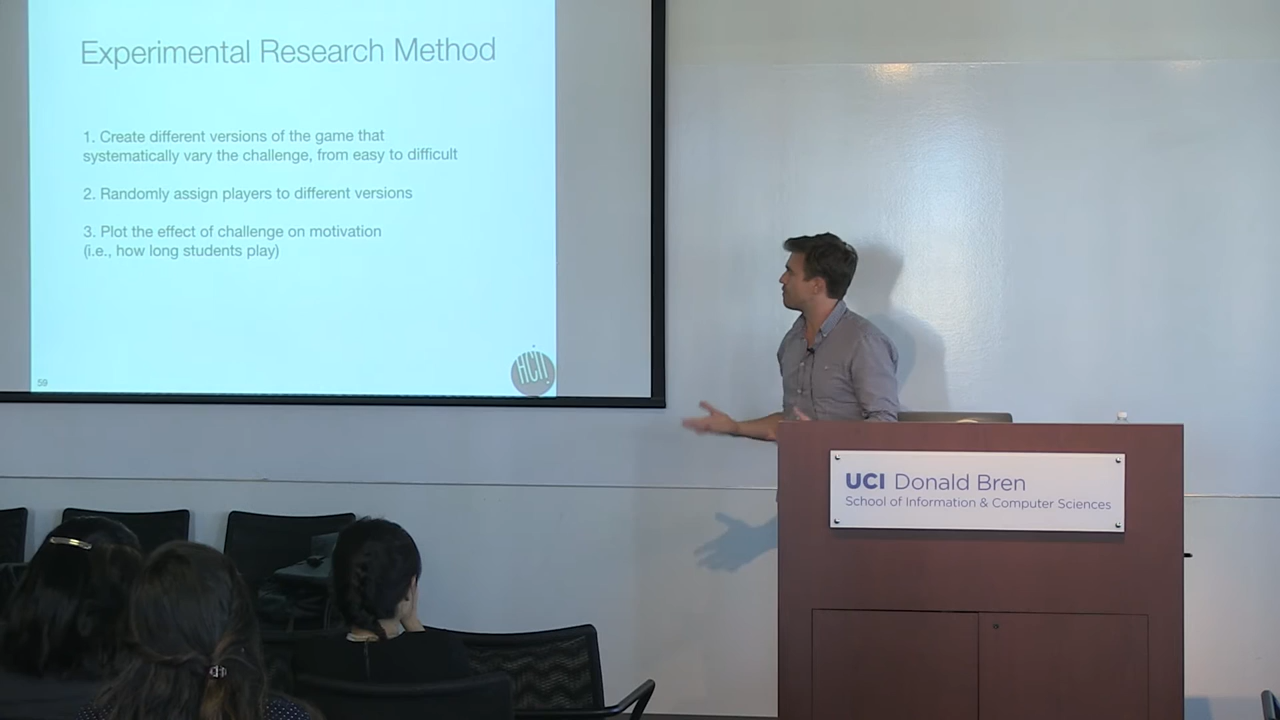 Experimental Research Method
1. Create different versions of the game that
systematically vary the challenge, from easy to difficult
2. Randomly assign players to different versions
3. Plot the effect of challenge on motivation
(i.e., how long students play)
59
HCII
UCI Donald Bren
School of Information & Computer Sciences